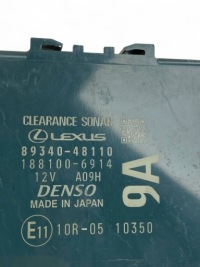 CLEARANCE SONAR
LEXUS
89340-48110
188100-6914
12V A09H
DENSO
MADE IN JAPAN
9A
E11 10R-05 10350